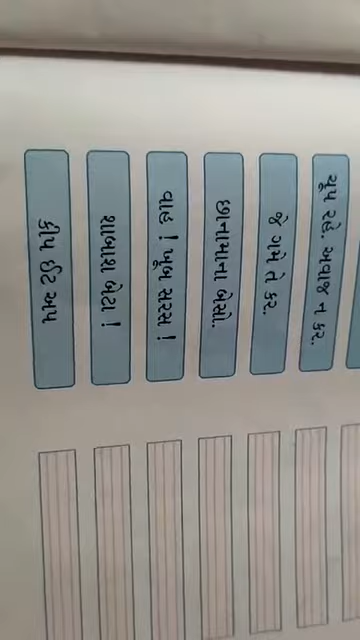 ચૂપ રહે. અવાજ ન કર.
જે ગમે તે કર.
છાનામાના બેસો.
વાહ ! ખૂબ સરસ !
શાબાશ બેટા !
કીપ ઈટ અપ